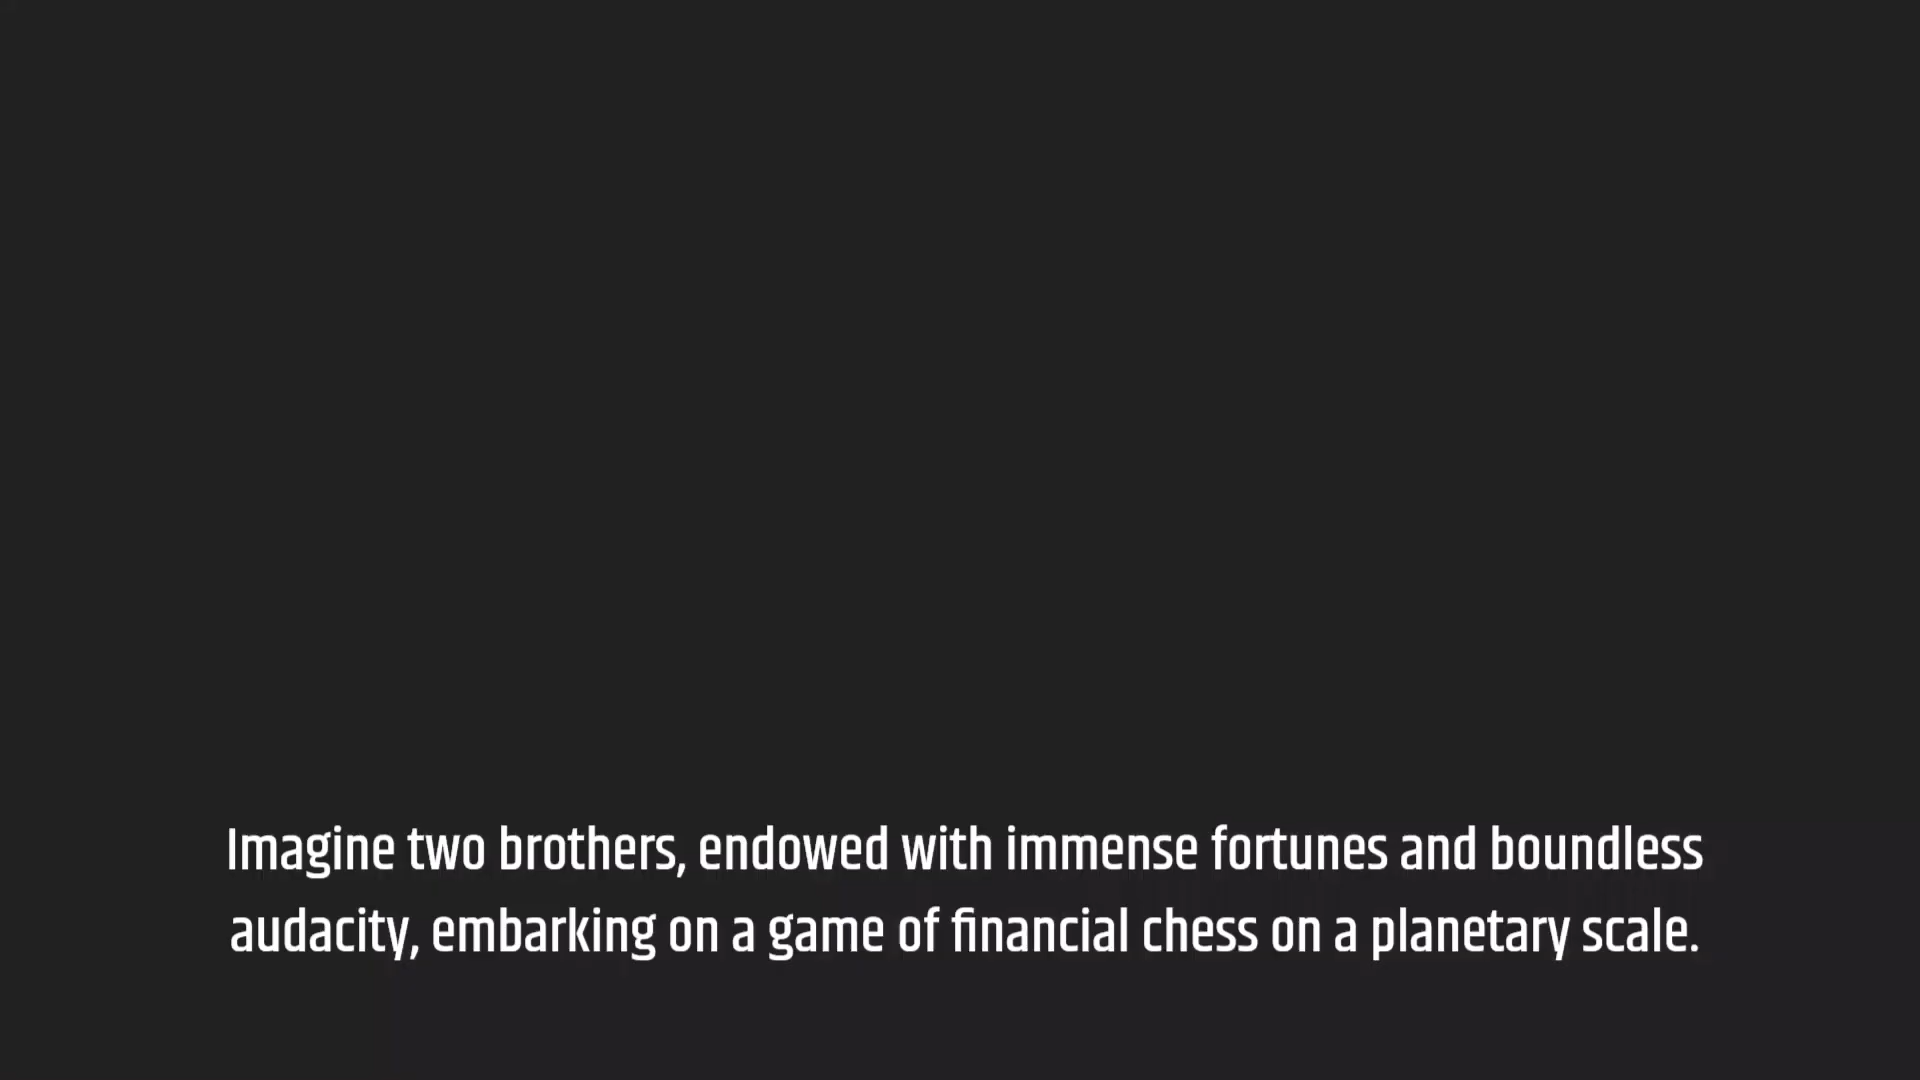 Imagine two brothers, endowed with immense fortunes and boundless
audacity, embarking on a game of financial chess on a planetary scale.